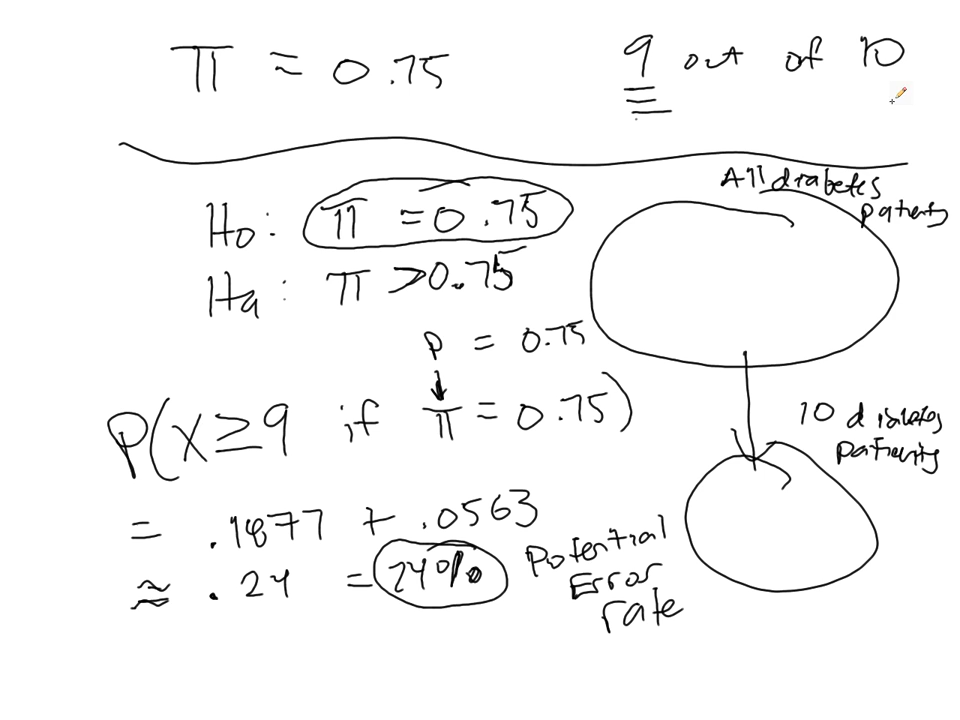 π = 0.75
9 out of 10
All diabetes
patients
Ho: π = 0.75
Ha: π > 0.75
p = 0.75
P(X ≥ 9 if π = 0.75)
10 diabetes
patients
= .1877 + .0563
≈ .24 = 24%
Potential
Error
rate